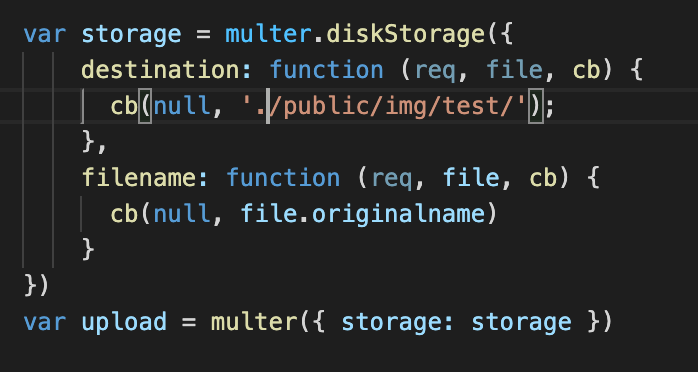 var storage = multer.diskStorage({
destination: function (req, file, cb) {
cb(null, './public/img/test/');
},
filename: function (req, file, cb) {
cb(null, file.originalname)
}
})
var upload = multer({ storage: storage })